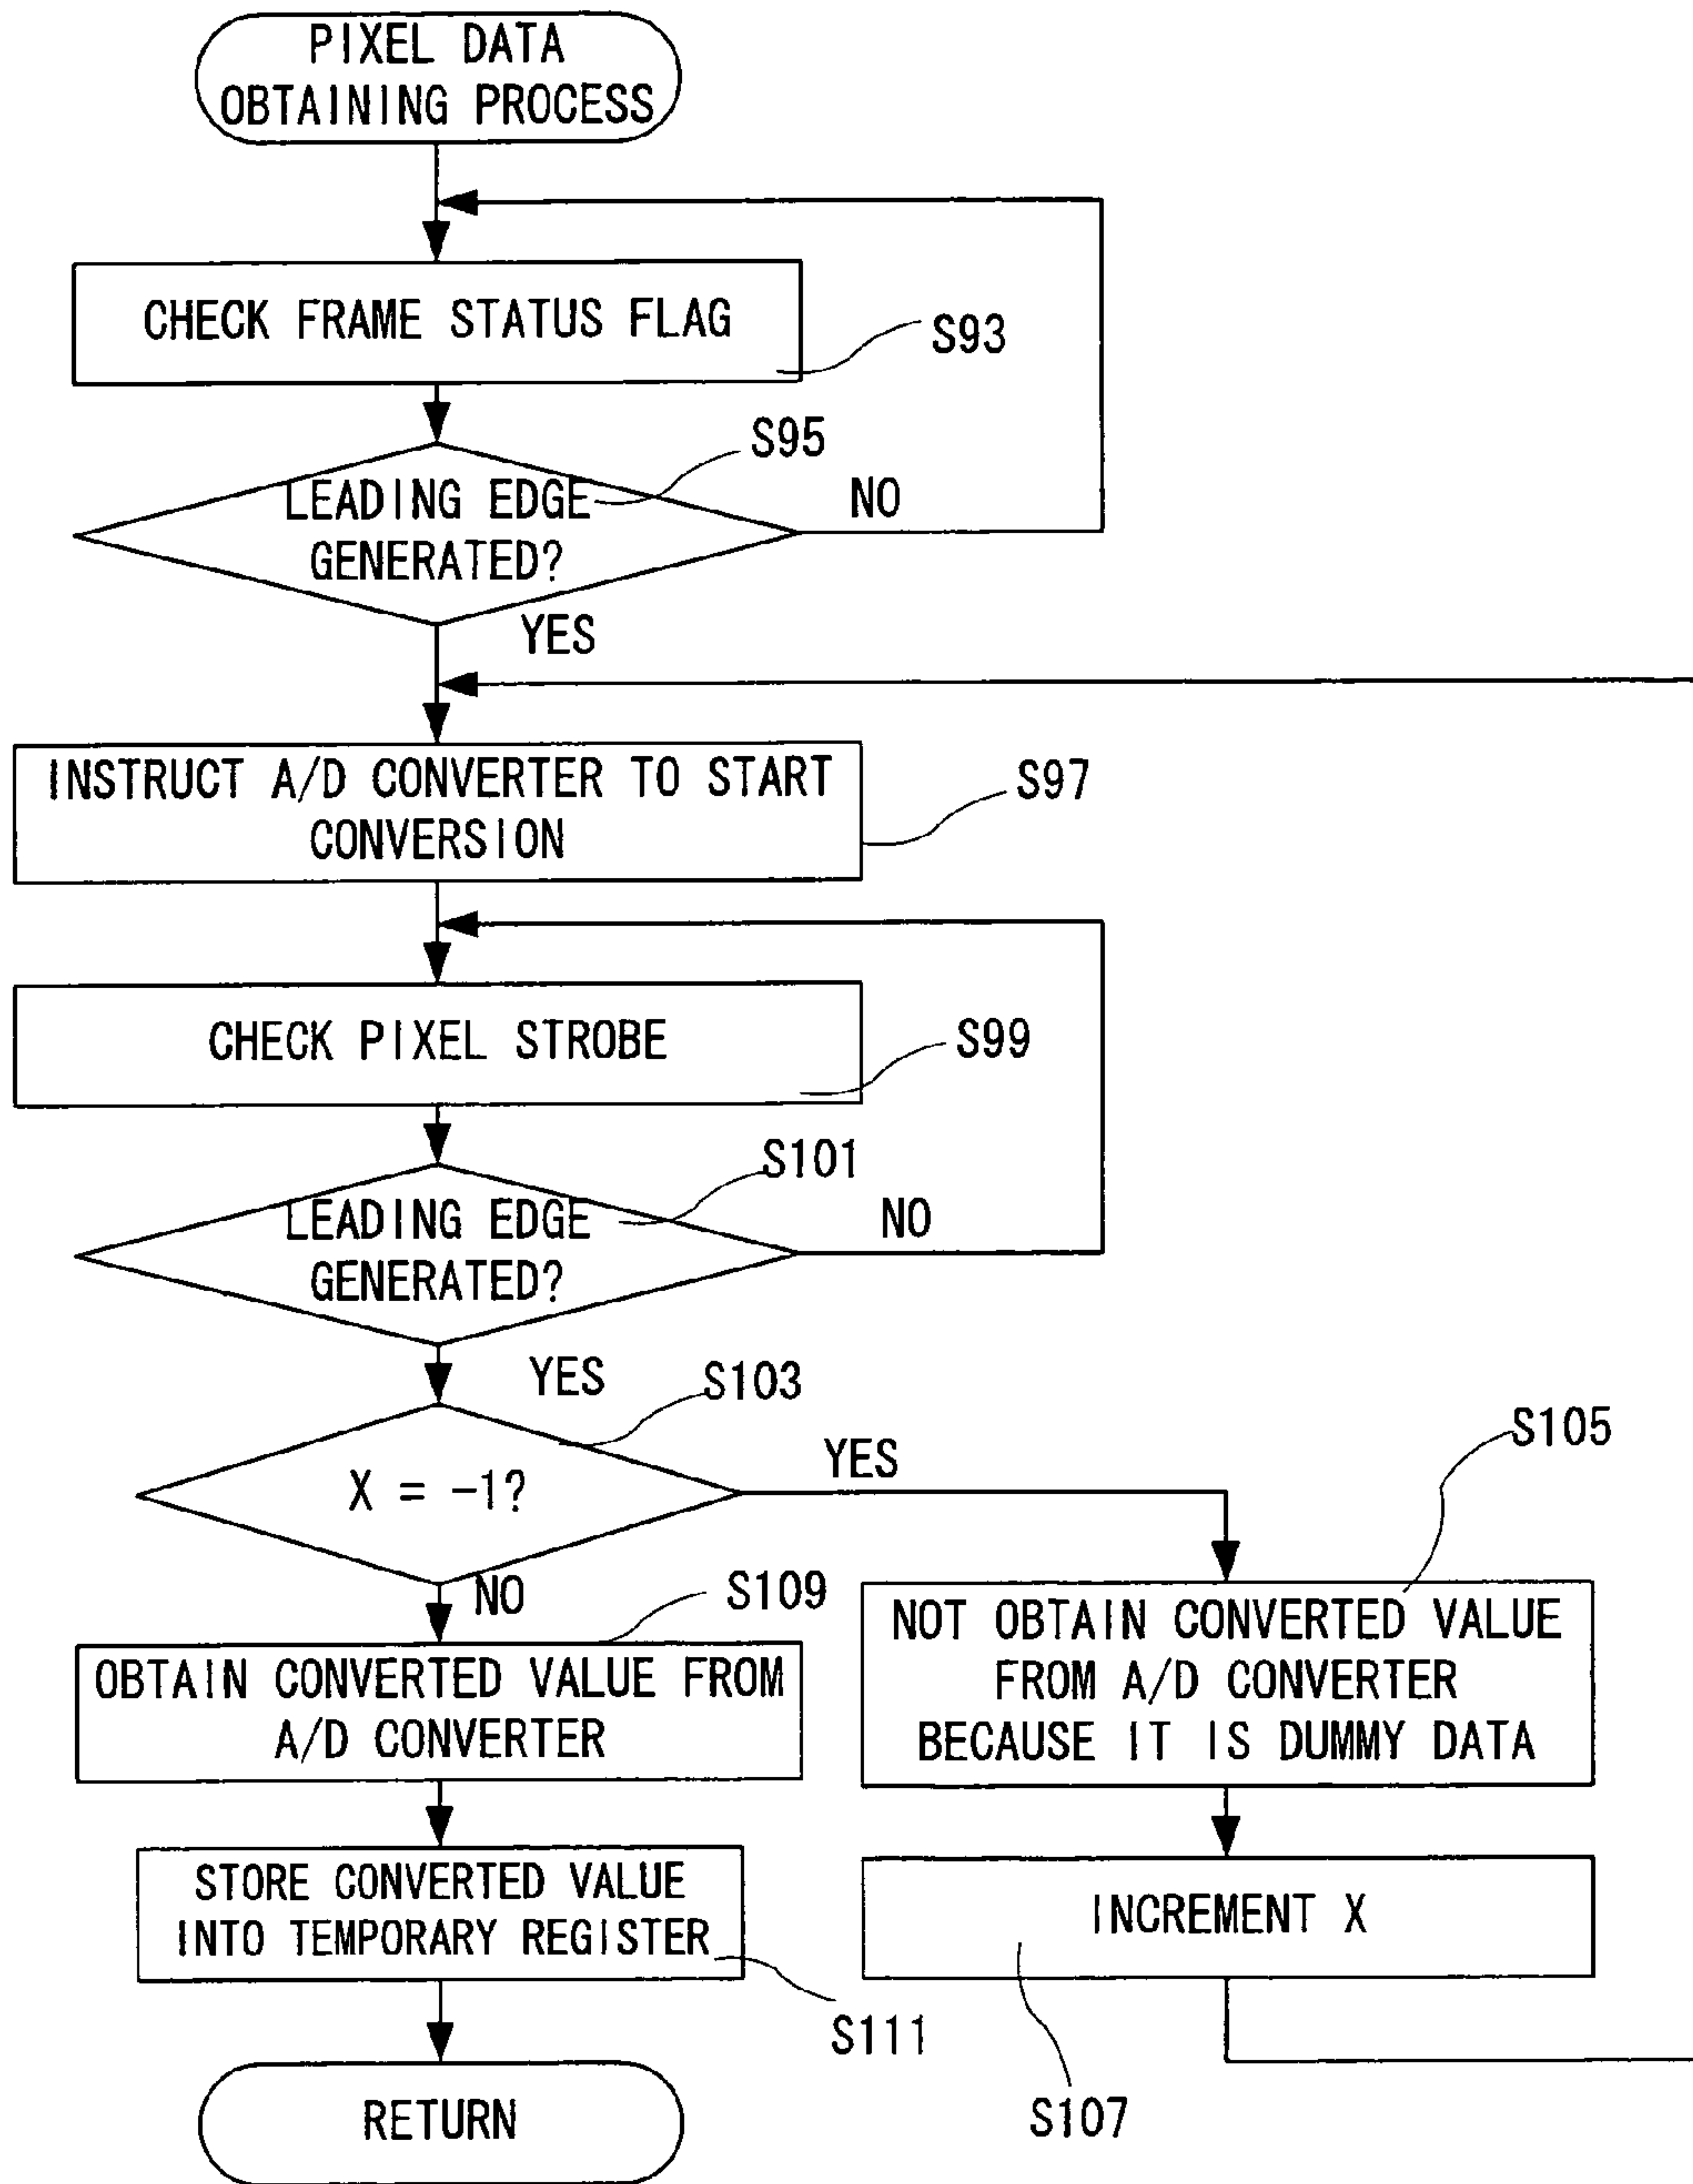 PIXEL DATA
OBTAINING PROCESS
CHECK FRAME STATUS FLAG
S93
S95
LEADING EDGE
GENERATED?
NO
YES
INSTRUCT A/D CONVERTER TO START
CONVERSION
S97
CHECK PIXEL STROBE
S99
S101
LEADING EDGE
GENERATED?
NO
YES
S103
X = -1?
YES
S105
NO
S109
NOT OBTAIN CONVERTED VALUE
FROM A/D CONVERTER
BECAUSE IT IS DUMMY DATA
OBTAIN CONVERTED VALUE FROM
A/D CONVERTER
STORE CONVERTED VALUE
INTO TEMPORARY REGISTER
S111
INCREMENT X
S107
RETURN